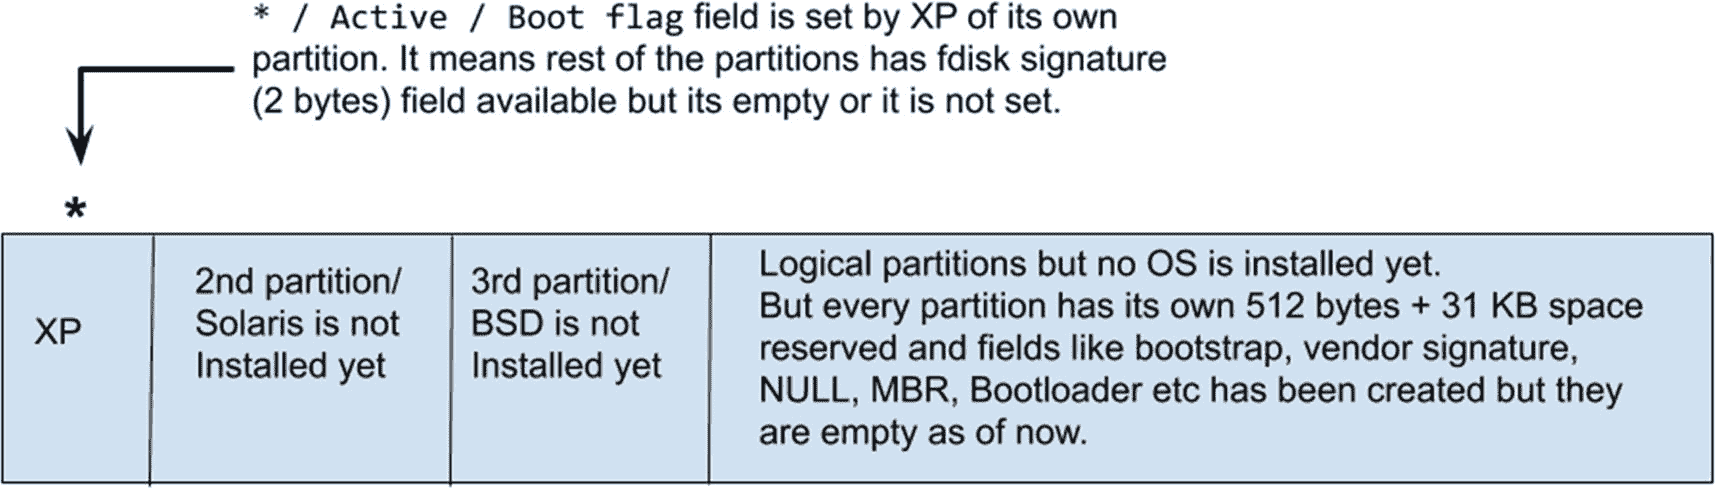 * / Active / Boot flag field is set by XP of its own
partition. It means rest of the partitions has fdisk signature
(2 bytes) field available but its empty or it is not set.
*
XP
2nd partition/
Solaris is not
Installed yet
3rd partition/
BSD is not
Installed yet
Logical partitions but no OS is installed yet.
But every partition has its own 512 bytes + 31 KB space
reserved and fields like bootstrap, vendor signature,
NULL, MBR, Bootloader etc has been created but they
are empty as of now.